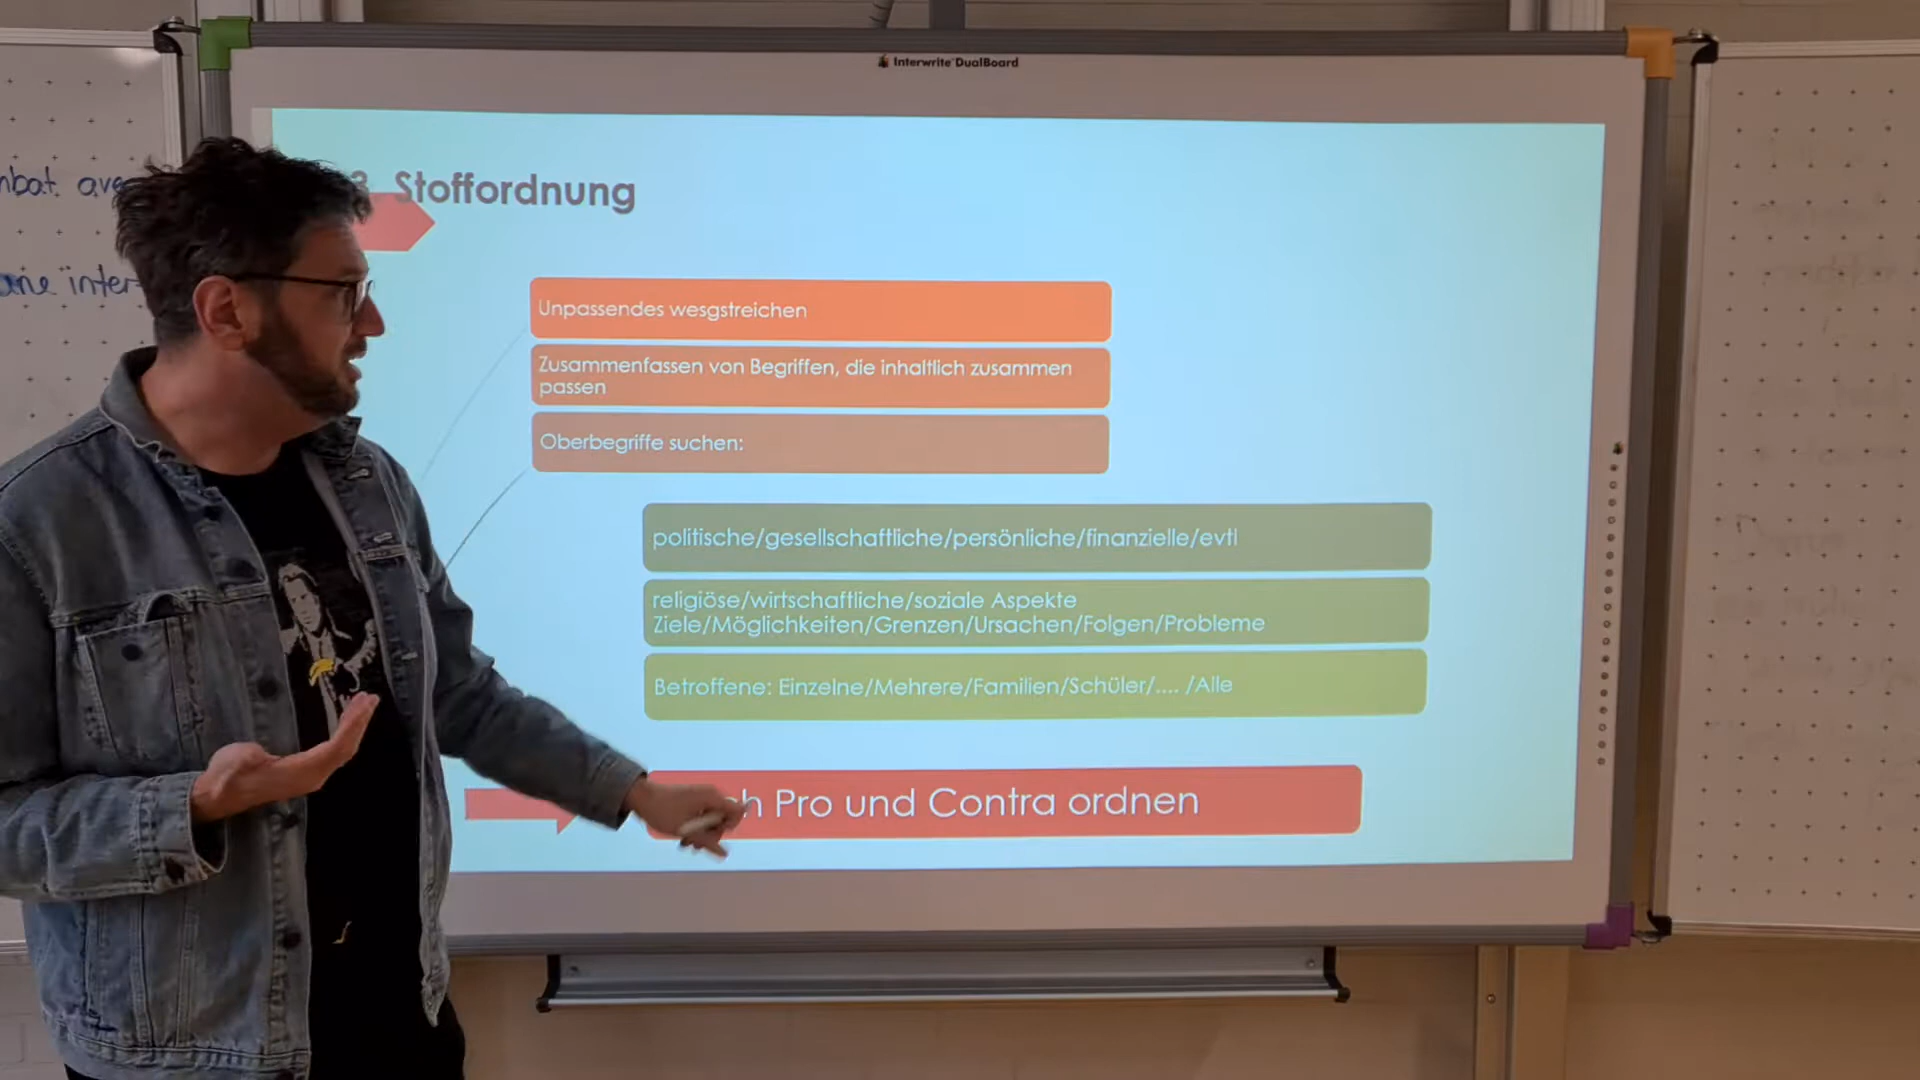 Interwrite DualBoard
3. Stoffordnung
Unpassendes wesgstreichen
Zusammenfassen von Begriffen, die inhaltlich zusammen
passen
Oberbegriffe suchen:
politische/gesellschaftliche/persönliche/finanzielle/evtl
religiöse/wirtschaftliche/soziale Aspekte
Ziele/Möglichkeiten/Grenzen/Ursachen/Folgen/Probleme
Betroffene: Einzelne/Mehrere/Familien/Schüler/.... /Alle
ch Pro und Contra ordnen